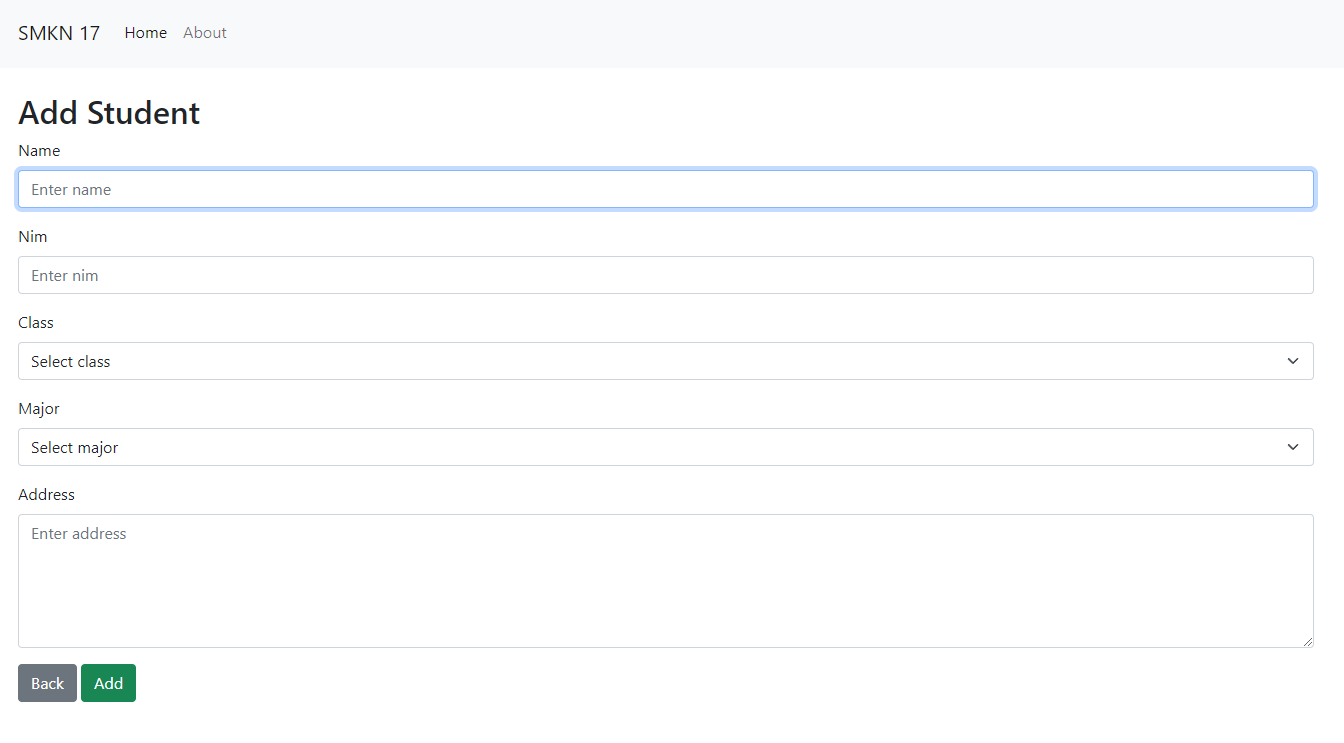 SMKN 17 Home About
Add Student
Name
Enter name
Nim
Enter nim
Class
Select class
Major
Select major
Address
Enter address
Back Add